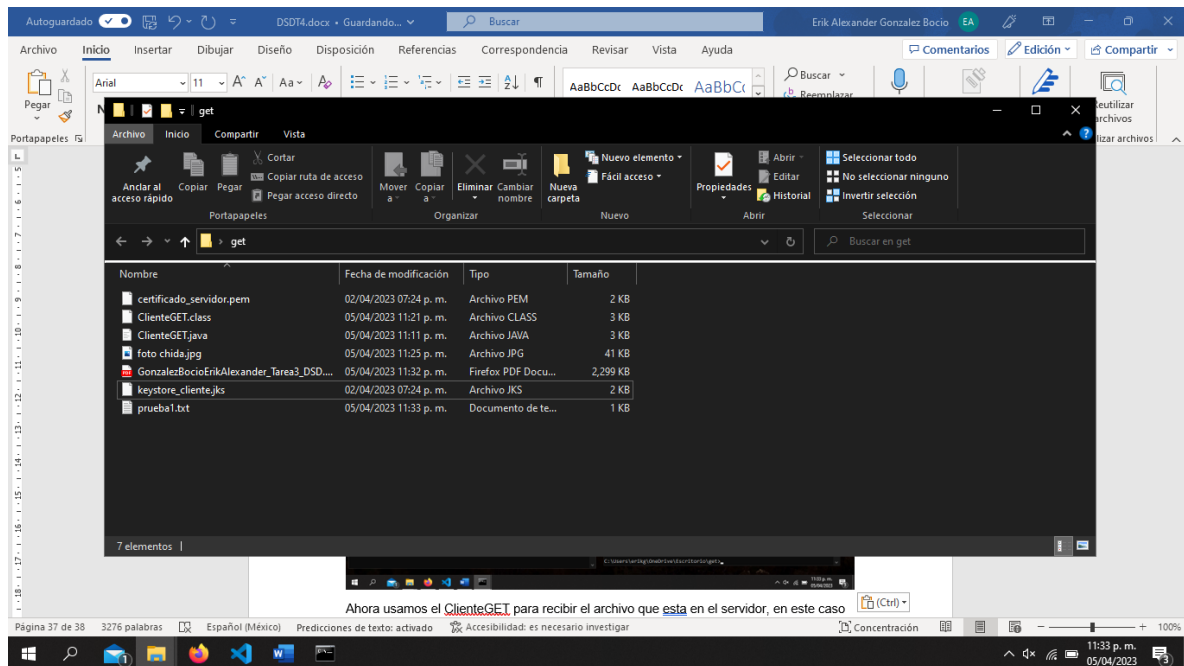 Autoguardado
DSDT4.docx • Guardando...
Buscar
Erik Alexander Gonzalez Bocio
EA
Archivo Inicio Insertar Dibujar Diseño Disposición Referencias Correspondencia Revisar Vista Ayuda
Comentarios
Edición
Compartir
Pegar
Portapapeles
Arial
11
Aa
N
AaBbCcDc AaBbCcDc AaBbCc
Buscar
Reemplazar
Reutilizar
archivos
get
Archivo Inicio Compartir Vista
Anclar al
acceso rápido
Copiar
Pegar
Cortar
Copiar ruta de acceso
Pegar acceso directo
Portapapeles
Mover
a
Copiar
a
Eliminar
Cambiar
nombre
Organizar
Nueva
carpeta
Nuevo elemento
Fácil acceso
Nuevo
Propiedades
Abrir
Editar
Historial
Abrir
Seleccionar todo
No seleccionar ninguno
Invertir selección
Seleccionar
get
Buscar en get
Nombre Fecha de modificación Tipo Tamaño
certificado_servidor.pem 02/04/2023 07:24 p. m. Archivo PEM 2 KB
ClienteGET.class 05/04/2023 11:21 p. m. Archivo CLASS 3 KB
ClienteGET.java 05/04/2023 11:11 p. m. Archivo JAVA 3 KB
foto chida.jpg 05/04/2023 11:25 p. m. Archivo JPG 41 KB
GonzalezBocioErikAlexander_Tarea3_DSD.... 05/04/2023 11:32 p. m. Firefox PDF Docu... 2,299 KB
keystore_cliente.jks 02/04/2023 07:24 p. m. Archivo JKS 2 KB
prueba1.txt 05/04/2023 11:33 p. m. Documento de te... 1 KB
7 elementos
C:\Users\erikg\OneDrive\Escritorio\get>
Ahora usamos el ClienteGET para recibir el archivo que esta en el servidor, en este caso
(Ctrl)
Página 37 de 38 3276 palabras Español (México) Predicciones de texto: activado Accesibilidad: es necesario investigar
Concentración
100%
11:33 p. m.
05/04/2023